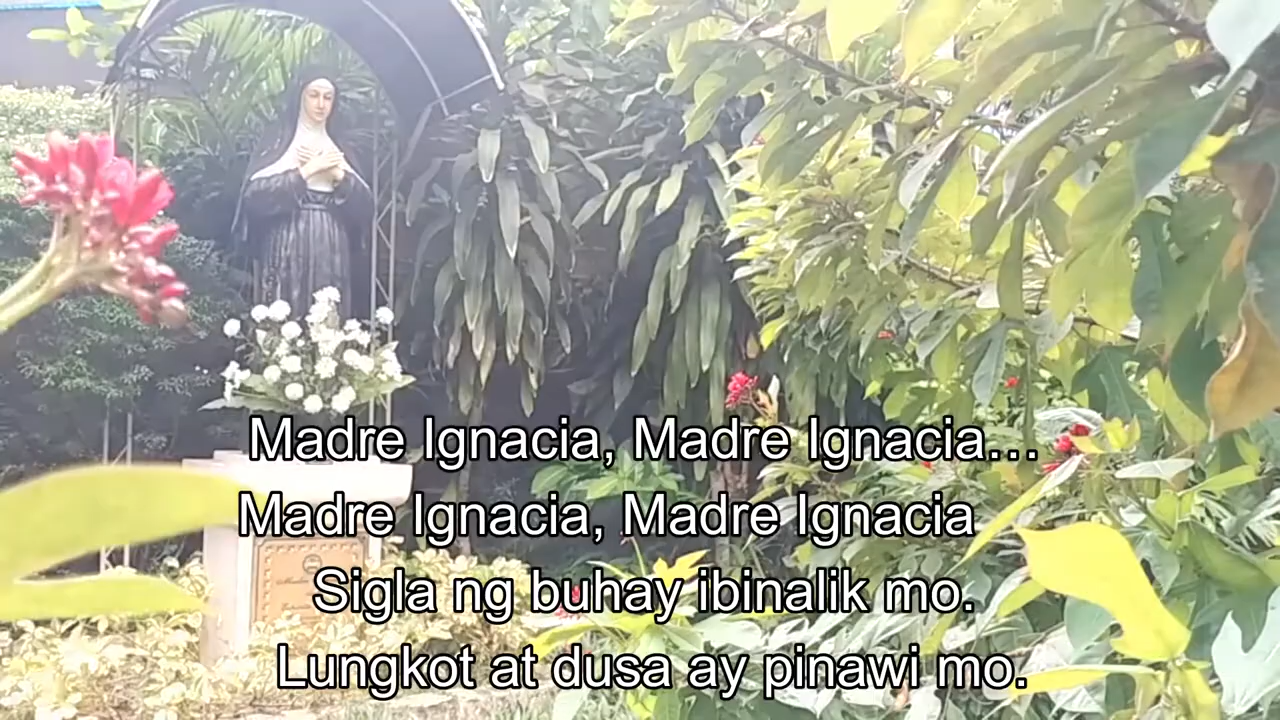 Madre Ignacia, Madre Ignacia…
Madre Ignacia, Madre Ignacia
Sigla ng buhay ibinalik mo.
Lungkot at dusa ay pinawi mo.
Madre